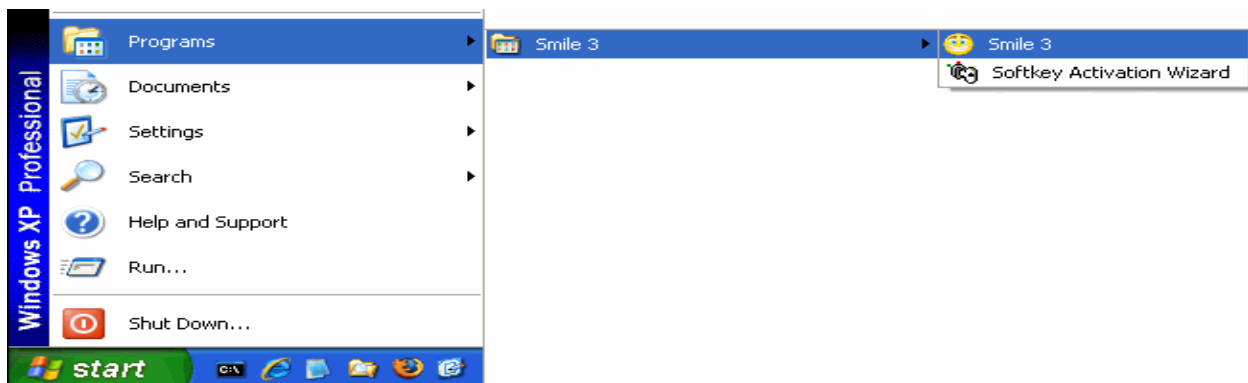 Programs
Smile 3
Smile 3
Softkey Activation Wizard
Documents
Settings
Search
Help and Support
Run...
Shut Down...
Windows XP Professional
start
C:\